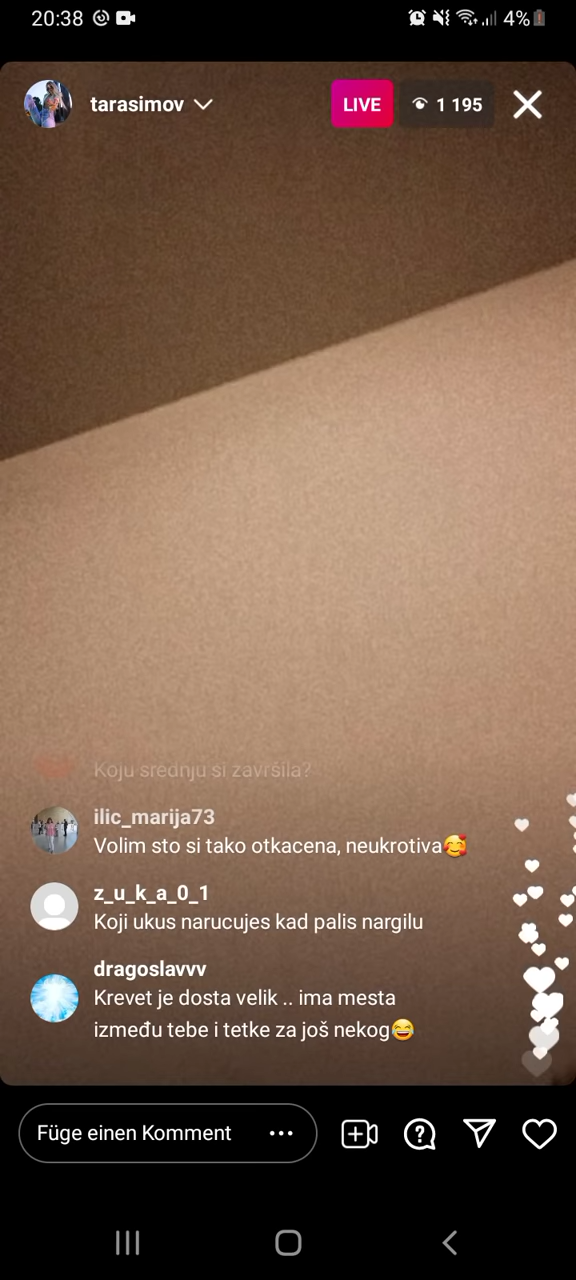 20:38
4%
tarasimov
LIVE
1 195
Koju srednju si završila?
ilic_marija73
Volim sto si tako otkacena, neukrotiva🥰
z_u_k_a_0_1
Koji ukus narucujes kad palis nargilu
dragoslavvv
Krevet je dosta velik .. ima mesta
između tebe i tetke za još nekog😂
Füge einen Komment